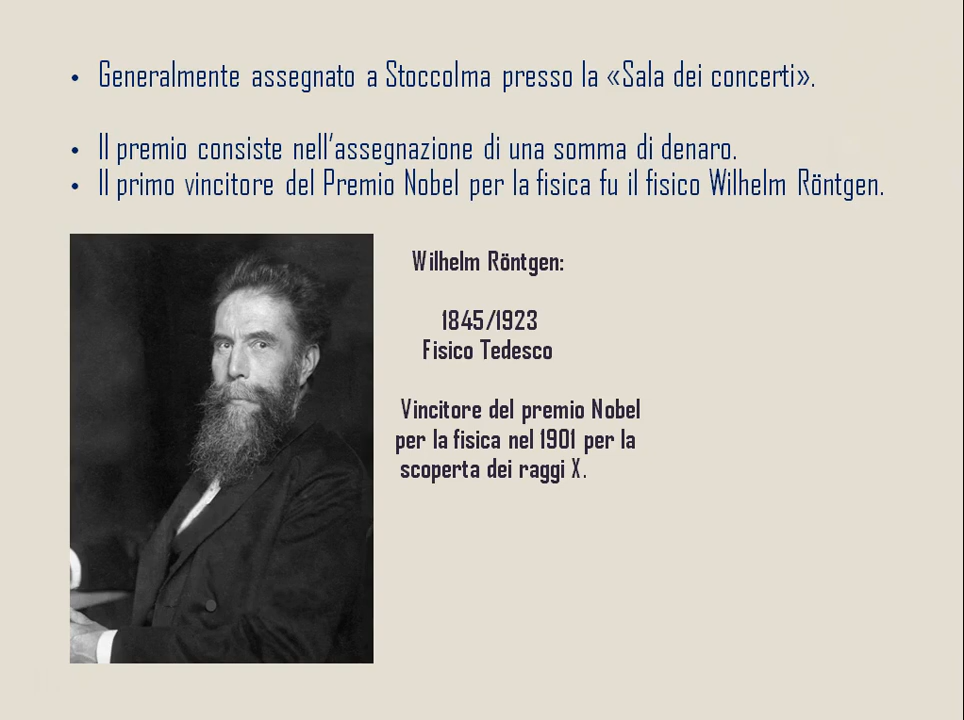 • Generalmente assegnato a Stoccolma presso la «Sala dei concerti».
• Il premio consiste nell'assegnazione di una somma di denaro.
• Il primo vincitore del Premio Nobel per la fisica fu il fisico Wilhelm Röntgen.
Wilhelm Röntgen:
1845/1923
Fisico Tedesco
Vincitore del premio Nobel
per la fisica nel 1901 per la
scoperta dei raggi X.